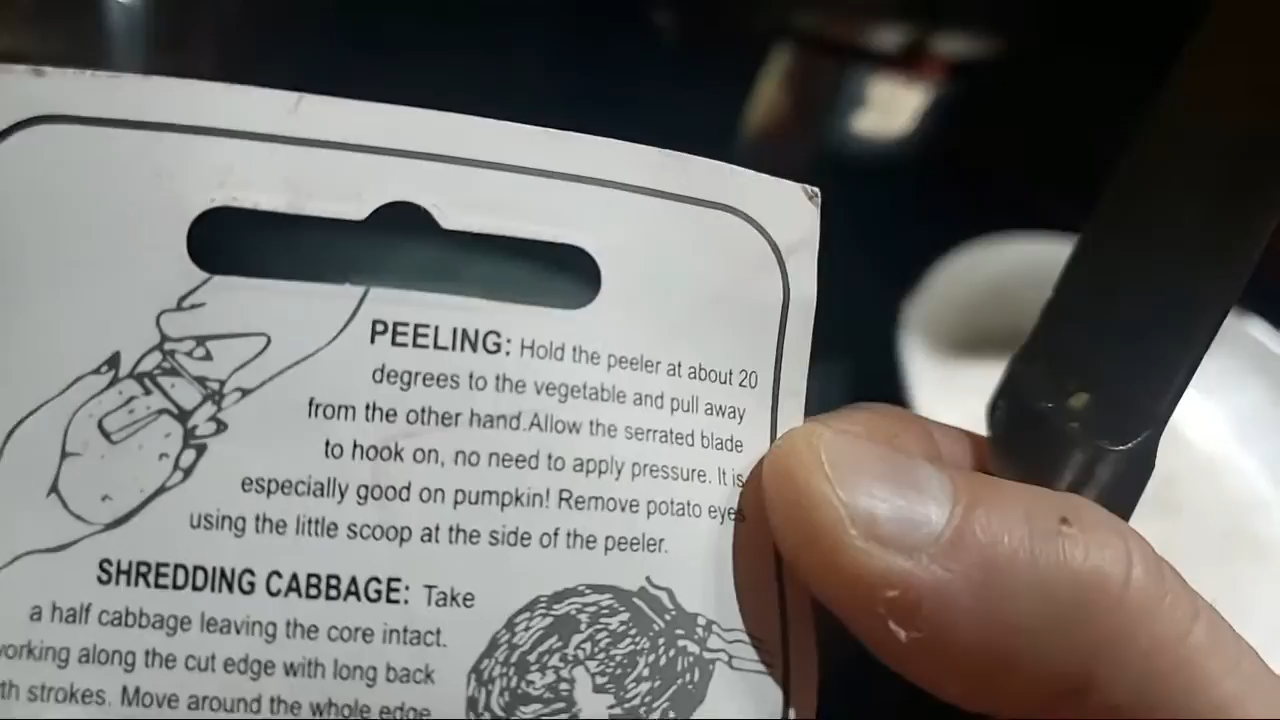 PEELING: Hold the peeler at about 20
degrees to the vegetable and pull away
from the other hand.Allow the serrated blade
to hook on, no need to apply pressure. It is
especially good on pumpkin! Remove potato eyes
using the little scoop at the side of the peeler.
SHREDDING CABBAGE: Take
a half cabbage leaving the core intact.
along the cut edge with long back
strokes. Move around the whole edge